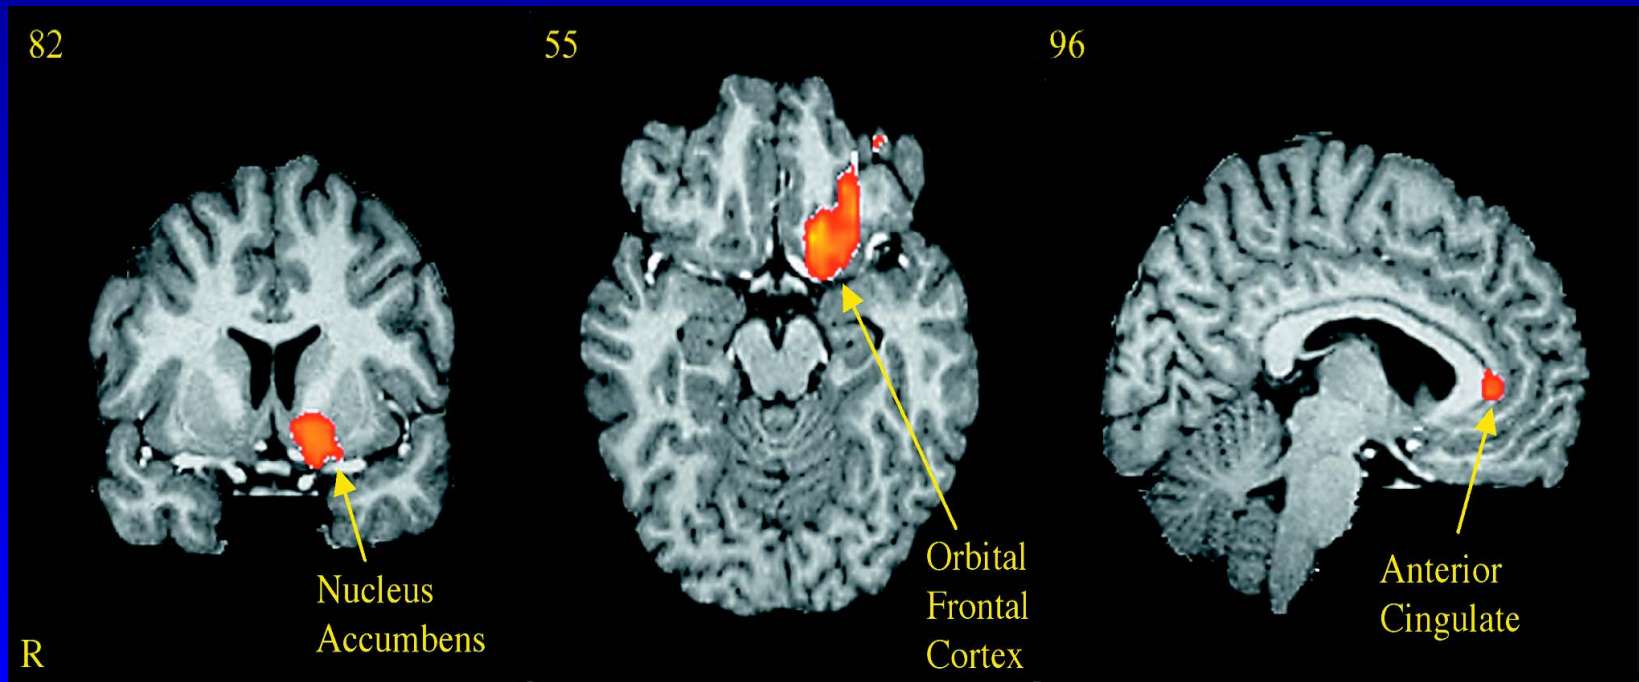 82
55
96
Nucleus
Accumbens
Orbital
Frontal
Cortex
Anterior
Cingulate
R